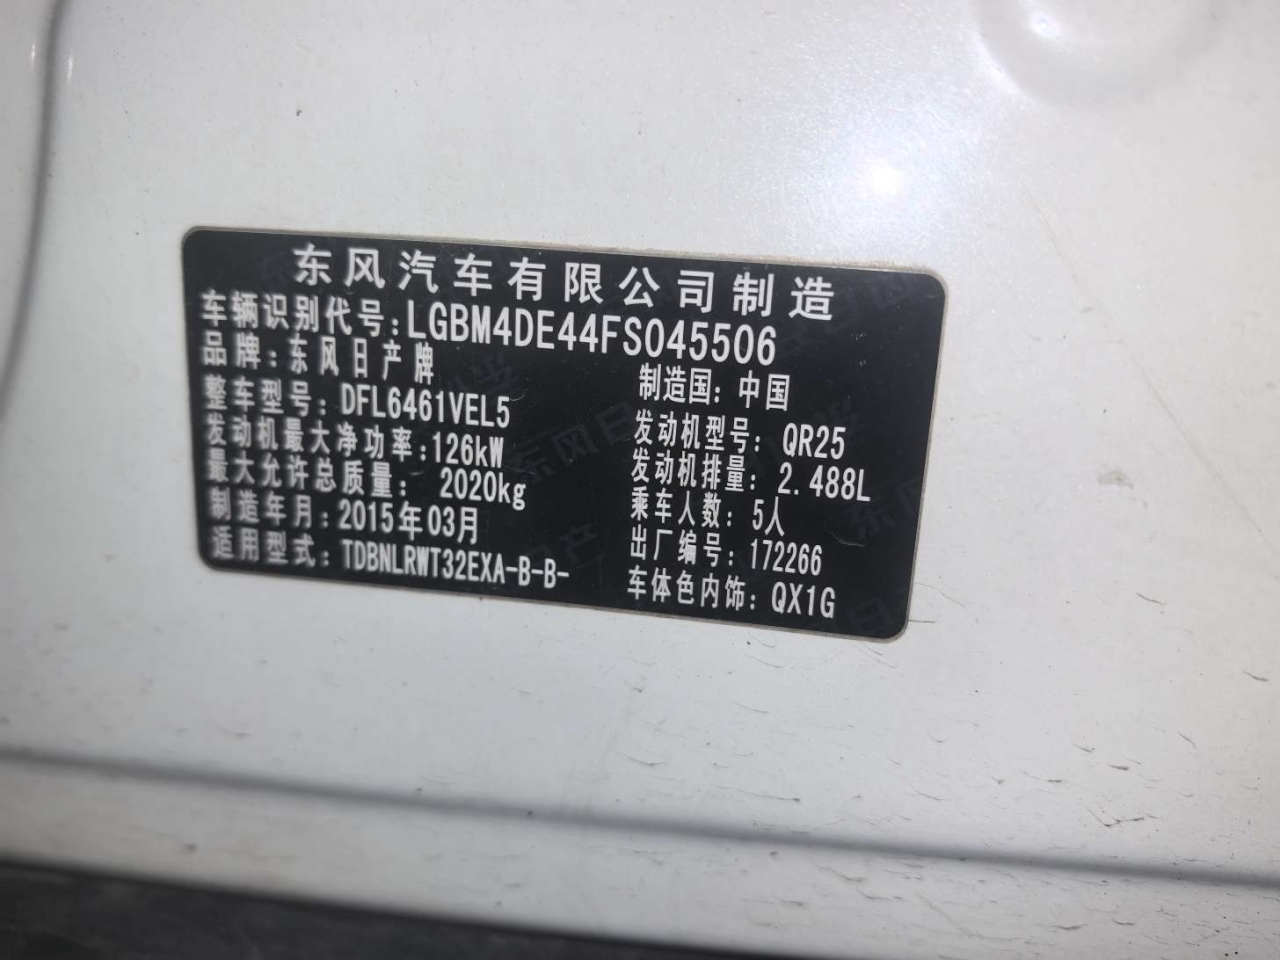 东风汽车有限公司制造
车辆识别代号:LGBM4DE44FS045506
品牌:东风日产牌 制造国:中国
整车型号:DFL6461VEL5 发动机型号:QR25
发动机最大净功率:126kW 发动机排量:2.488L
最大允许总质量: 2020kg 乘车人数:5人
制造年月:2015年03月 出厂编号:172266
适用型式:TDBNLRWT32EXA-B-B- 车体色内饰:QX1G